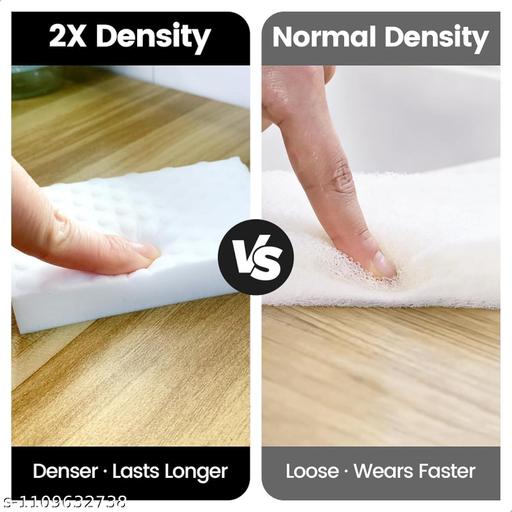 2X Density
Normal Density
VS
Denser · Lasts Longer
Loose · Wears Faster
s-1109632738